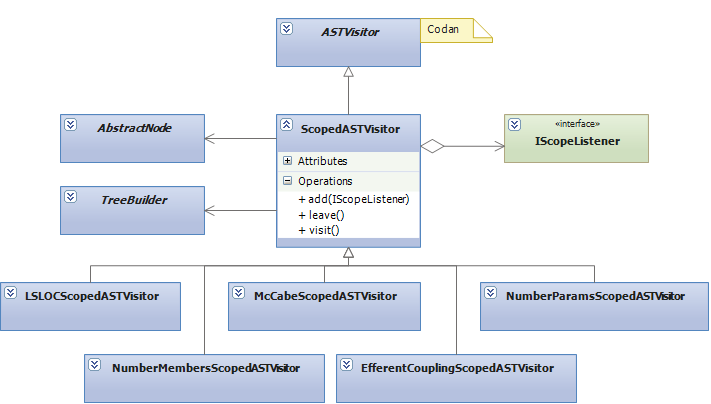 ASTVisitor
Codan
AbstractNode
ScopedASTVisitor
«interface»
IScopeListener
Attributes
Operations
+ add(IScopeListener)
+ leave()
+ visit()
TreeBuilder
LSLOCScopedASTVisitor
McCabeScopedASTVisitor
NumberParamsScopedASTVisitor
NumberMembersScopedASTVisitor
EfferentCouplingScopedASTVisitor